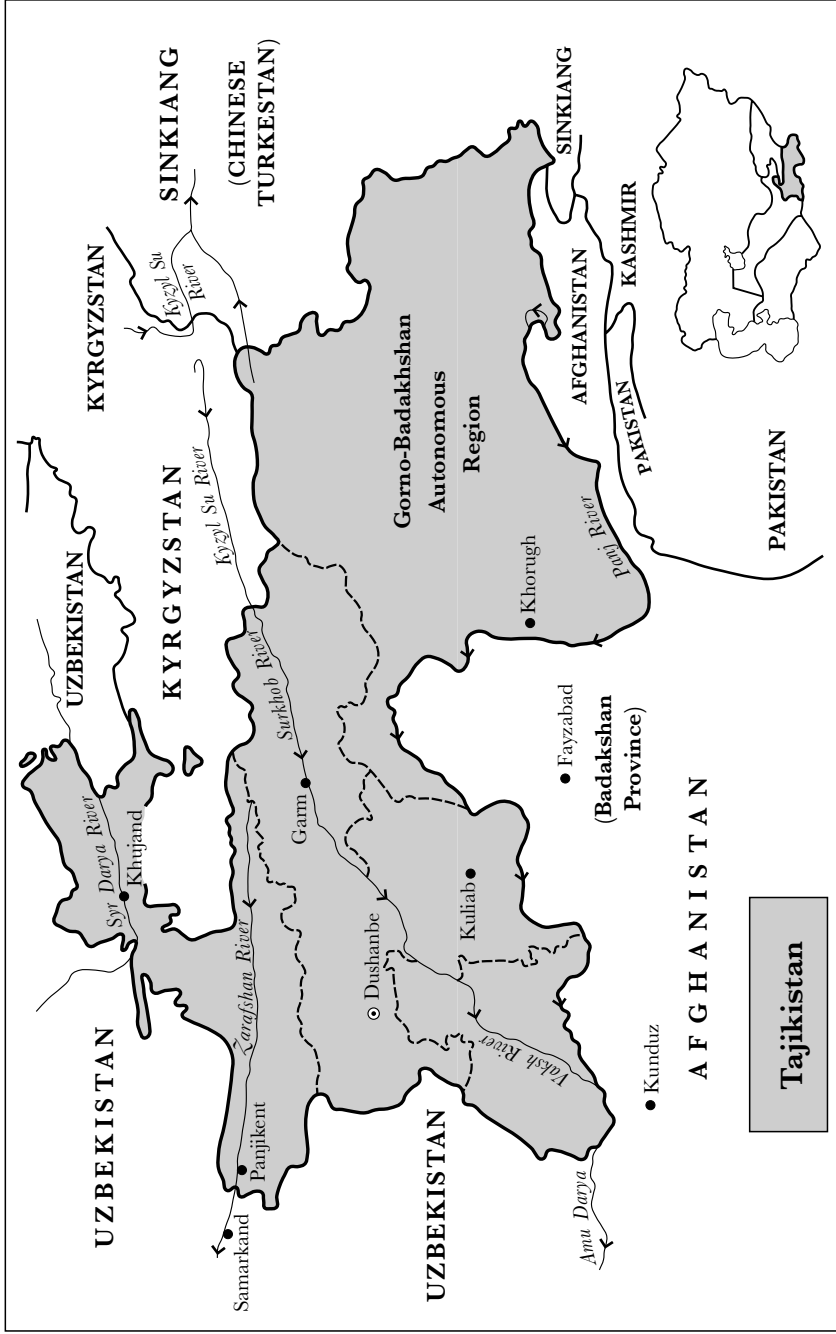 UZBEKISTAN
Syr Darya River
Khujand
UZBEKISTAN
KYRGYZSTAN
KYRGYZSTAN
Kyzyl Su
River
SINKIANG
(CHINESE
TURKESTAN)
Samarkand
Panjikent
Zarafshan River
Surkhob River
Kyzyl Su River
Garm
Dushanbe
Kuliab
Vaksh River
UZBEKISTAN
Gorno-Badakhshan
Autonomous
Region
Khorugh
Panj River
Amu Darya
Kunduz
Fayzabad
(Badakshan
Province)
AFGHANISTAN
AFGHANISTAN
SINKIANG
KASHMIR
PAKISTAN
PAKISTAN
Tajikistan